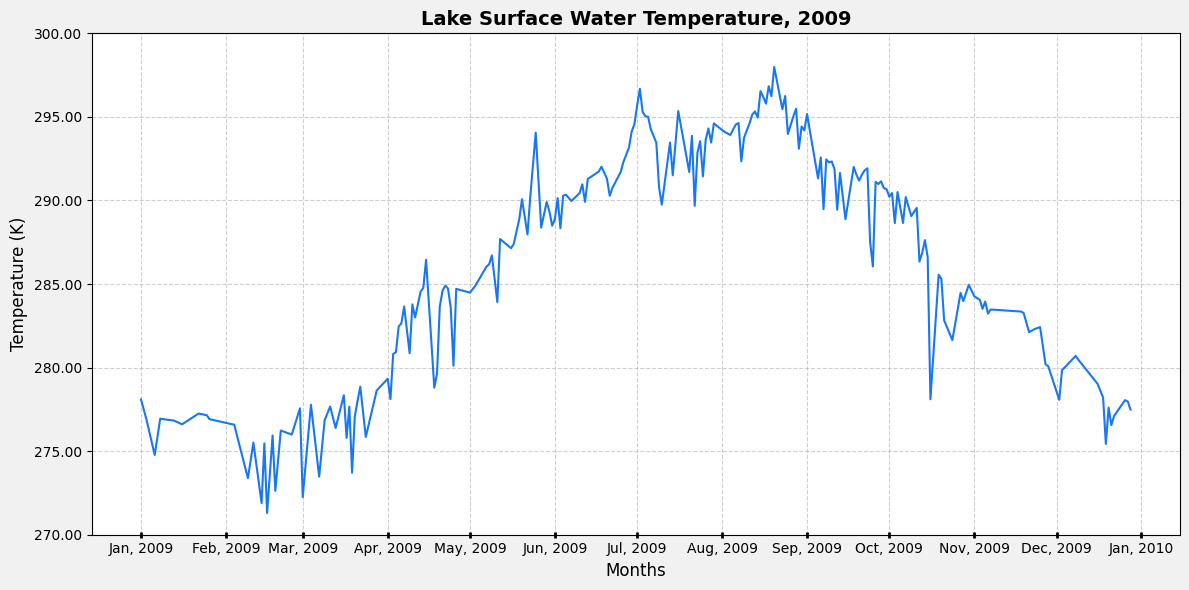 Lake Surface Water Temperature, 2009
Temperature (K)
300.00
295.00
290.00
285.00
280.00
275.00
270.00
Jan, 2009 Feb, 2009 Mar, 2009 Apr, 2009 May, 2009 Jun, 2009 Jul, 2009 Aug, 2009 Sep, 2009 Oct, 2009 Nov, 2009 Dec, 2009 Jan, 2010
Months